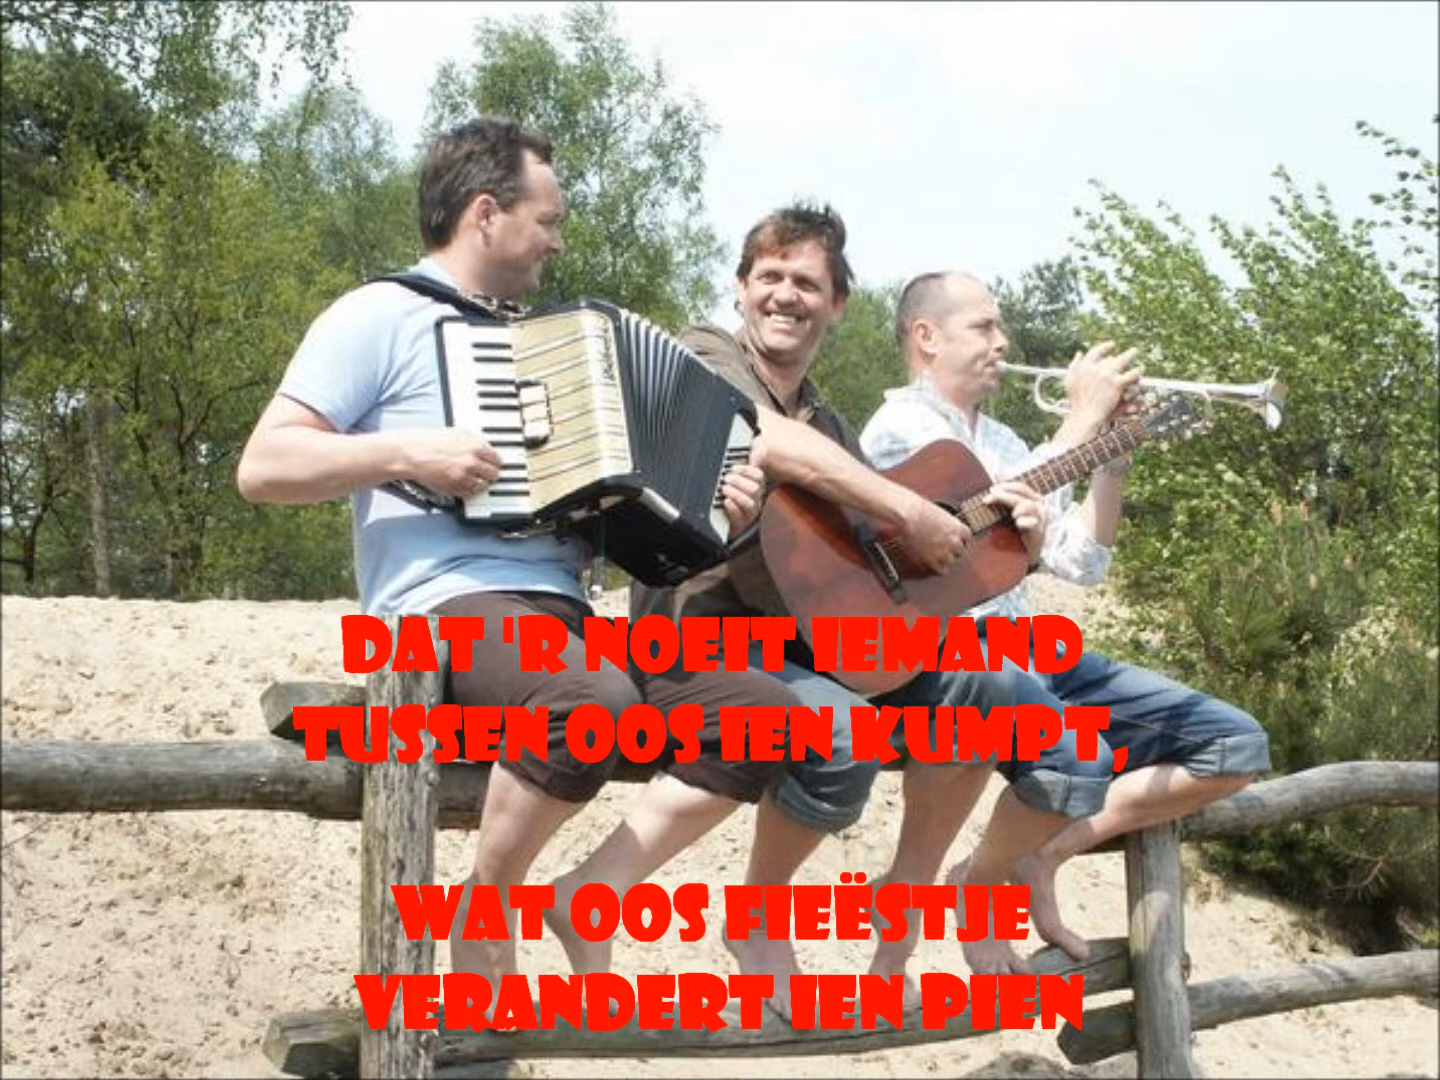 DAT 'R NOEIT IEMAND
TUSSEN OOS IEN KUMPT,
WAT OOS FIEËSTJE
VERANDERT IEN PIEN